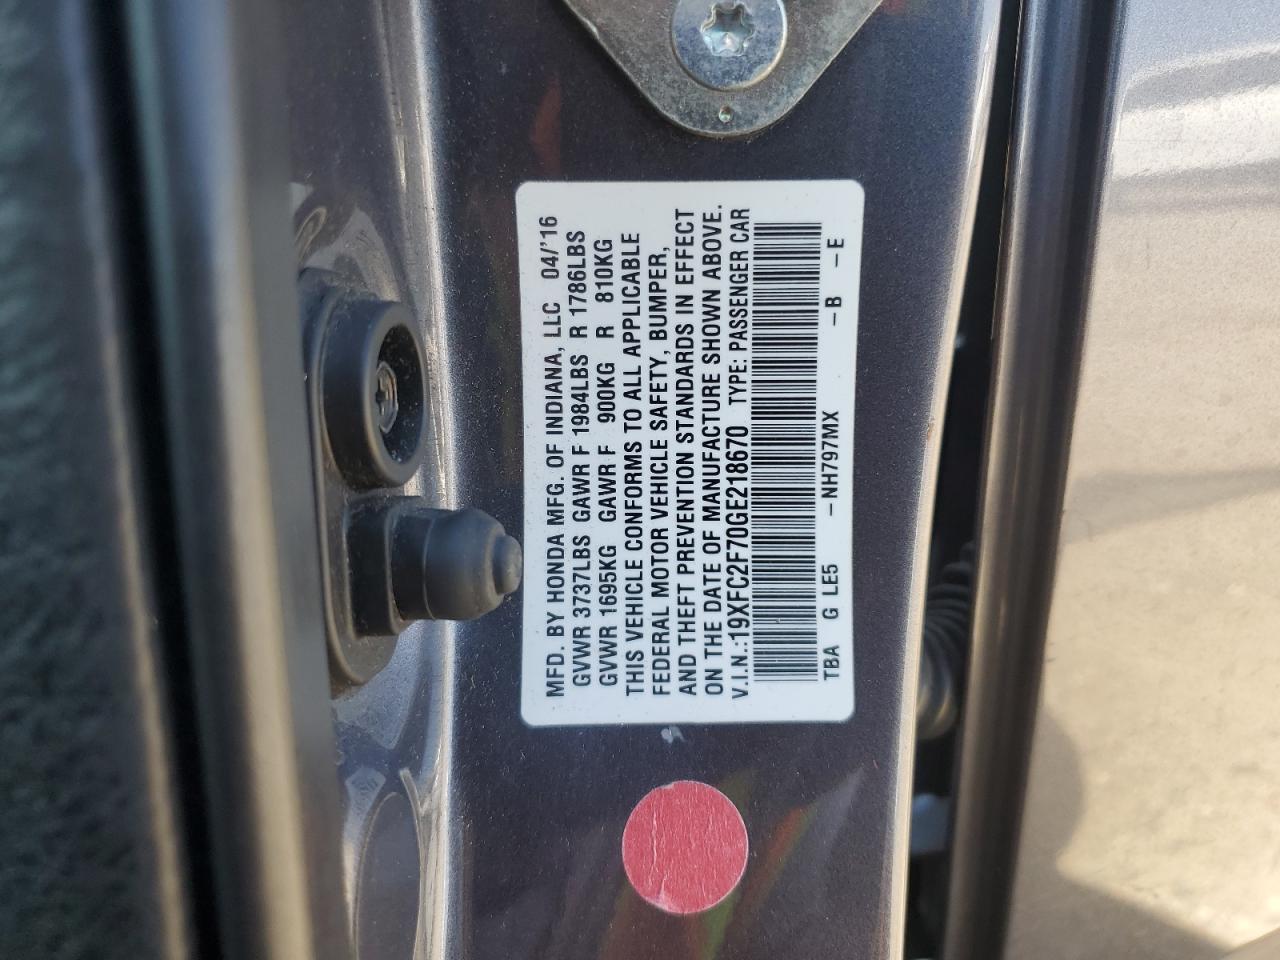 MFD. BY HONDA MFG. OF INDIANA, LLC 04/'16
GVWR 3737LBS GAWR F 1984LBS R 1786LBS
GVWR 1695KG GAWR F 900KG R 810KG
THIS VEHICLE CONFORMS TO ALL APPLICABLE
FEDERAL MOTOR VEHICLE SAFETY, BUMPER,
AND THEFT PREVENTION STANDARDS IN EFFECT
ON THE DATE OF MANUFACTURE SHOWN ABOVE.
V.I.N.:19XFC2F70GE218670 TYPE: PASSENGER CAR
TBA G LE5 -NH797MX -B -E